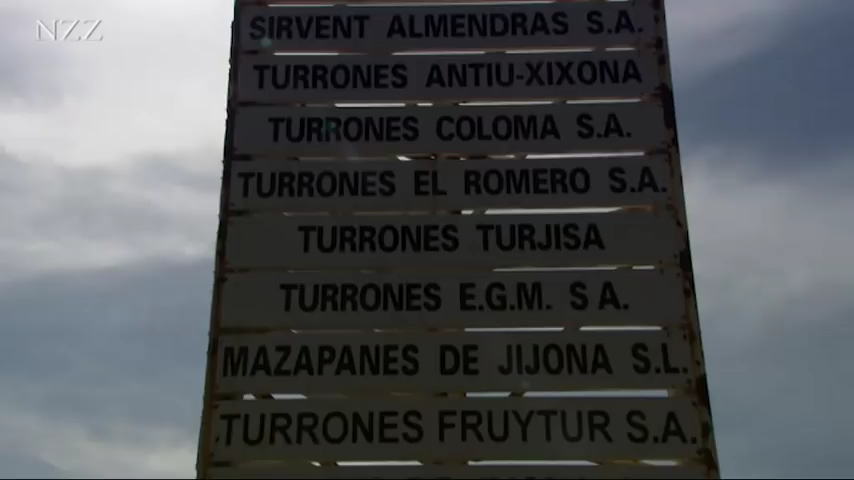 NZZ
SIRVENT ALMENDRAS S.A.
TURRONES ANTIU-XIXONA
TURRONES COLOMA S.A.
TURRONES EL ROMERO S.A.
TURRONES TURJISA
TURRONES E.G.M. S A.
MAZAPANES DE JIJONA S.L.
TURRONES FRUYTUR S.A.